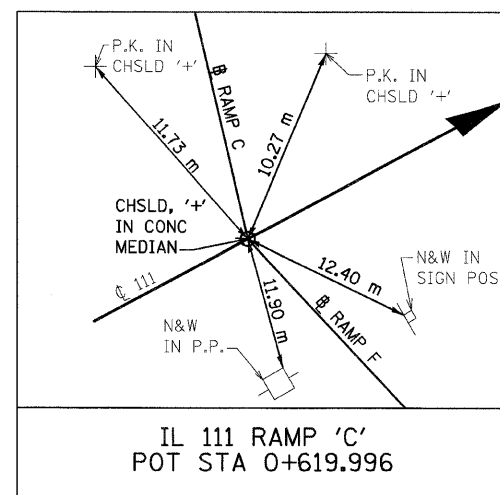 P.K. IN
CHSLD '+'
P.K. IN
CHSLD '+'
℄ RAMP C
11.73 m
10.27 m
CHSLD, '+'
IN CONC
MEDIAN
℄ 111
12.40 m
11.90 m
N&W IN
SIGN POS
N&W
IN P.P.
℄ RAMP F
IL 111 RAMP 'C'
POT STA 0+619.996